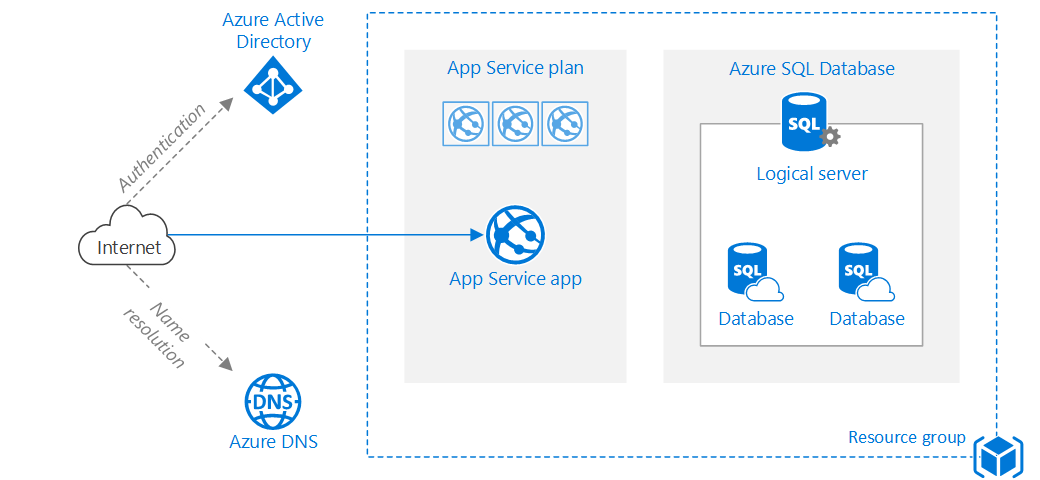 Azure Active
Directory
Authentication
Internet
Name
resolution
DNS
Azure DNS
App Service plan
App Service app
Azure SQL Database
SQL
Logical server
SQL
Database
SQL
Database
Resource group